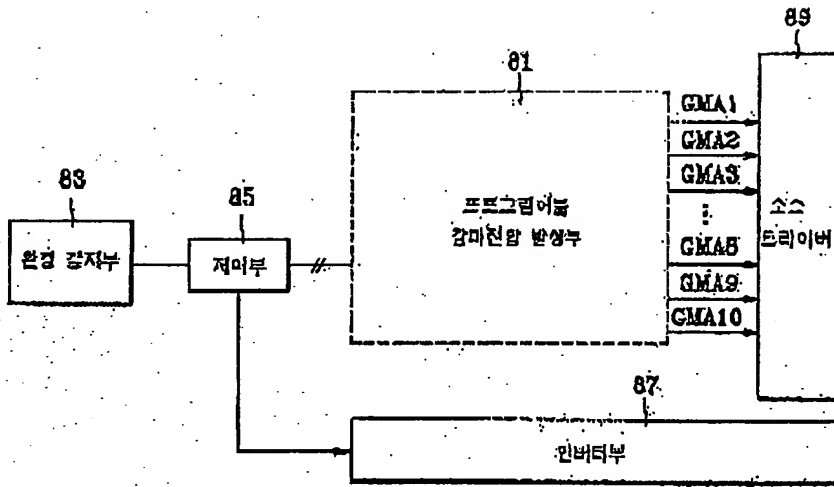 89
81
GMA1
GMA2
GMA3
83
85
프로그램어블
감마전압 발생부
소스
드라이버
환경 감지부
제어부
GMA8
GMA9
GMA10
87
인버터부